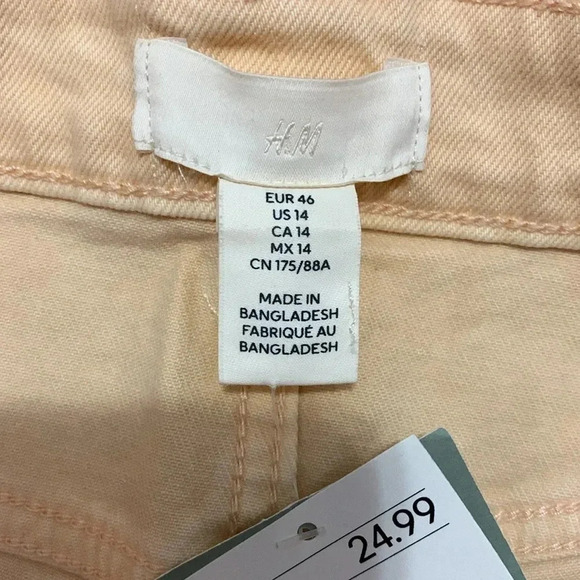 H&M
EUR 46
US 14
CA 14
MX 14
CN 175/88A
MADE IN
BANGLADESH
FABRIQUÉ AU
BANGLADESH
24.99